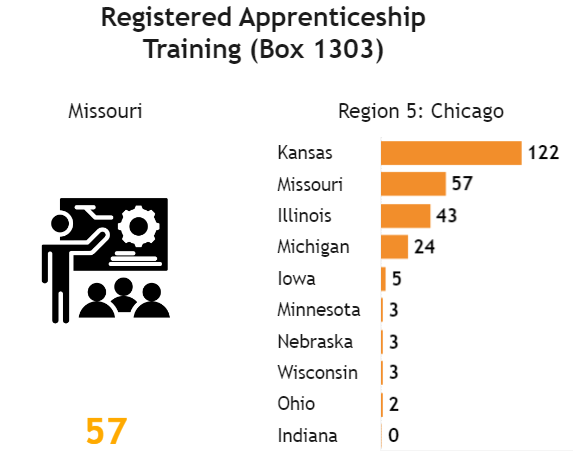 Registered Apprenticeship
Training (Box 1303)
Missouri
57
Region 5: Chicago
Kansas 122
Missouri 57
Illinois 43
Michigan 24
Iowa 5
Minnesota 3
Nebraska 3
Wisconsin 3
Ohio 2
Indiana 0